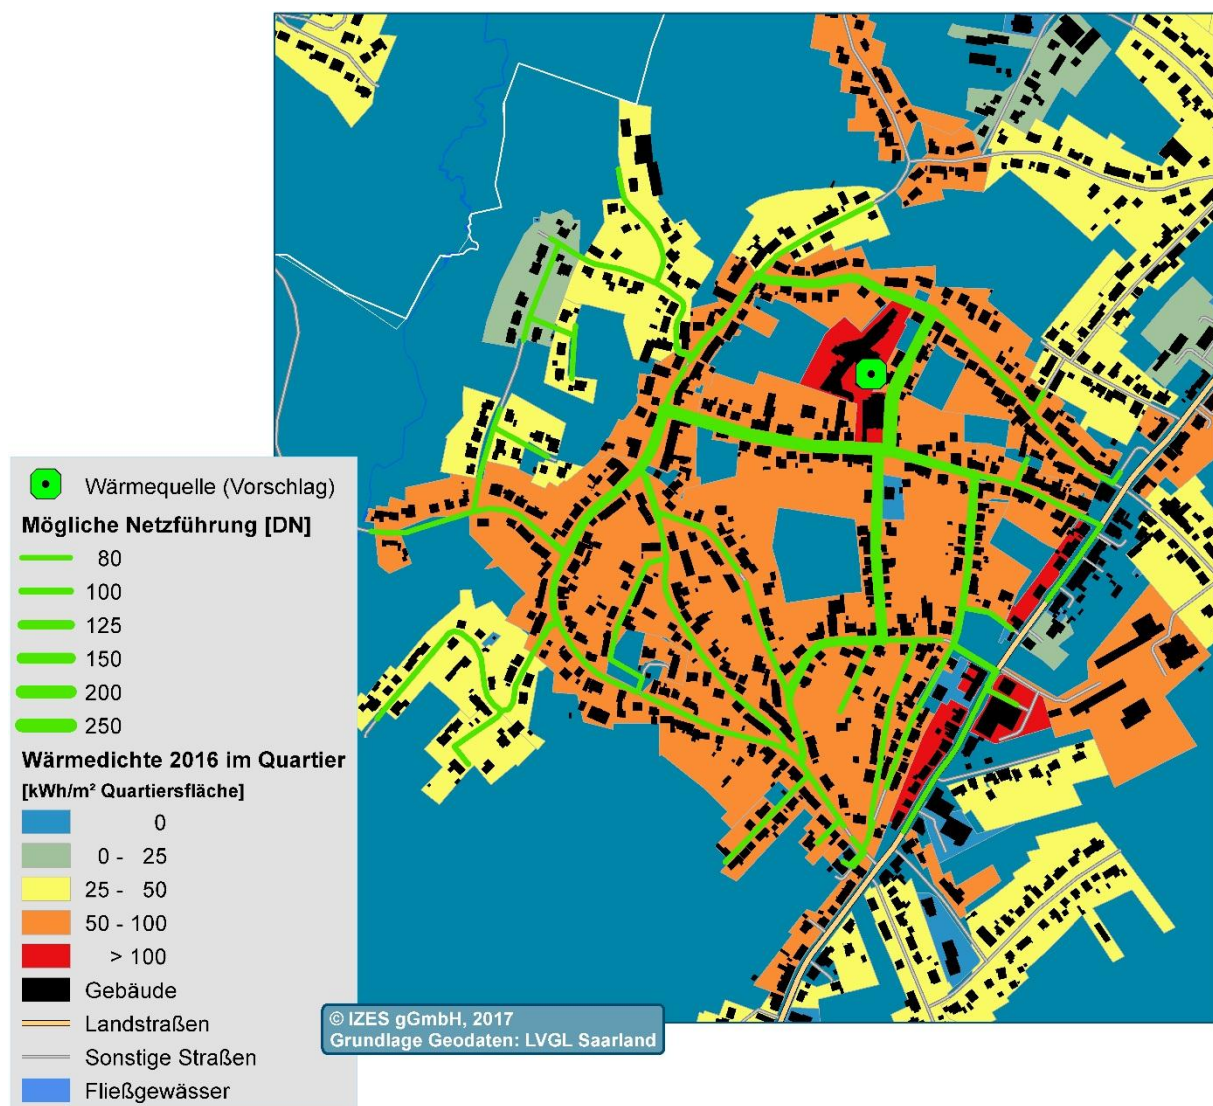 Wärmequelle (Vorschlag)
Mögliche Netzführung [DN]
80
100
125
150
200
250
Wärmedichte 2016 im Quartier
[kWh/m² Quartiersfläche]
0
0 - 25
25 - 50
50 - 100
> 100
Gebäude
Landstraßen
Sonstige Straßen
Fließgewässer
© IZES gGmbH, 2017
Grundlage Geodaten: LVGL Saarland